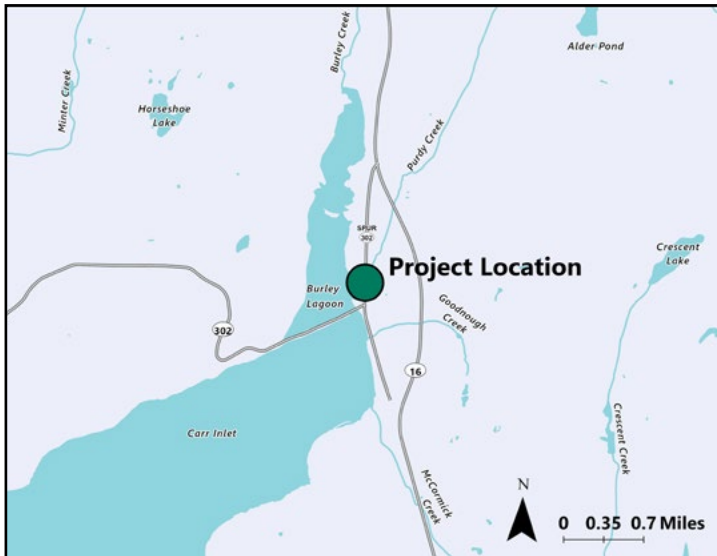 Burley Creek
Alder Pond
Minter Creek
Horseshoe
Lake
Purdy Creek
SPUR
302
Crescent
Lake
Project Location
Burley
Lagoon
Goodnough
Creek
302
16
Crescent Creek
Carr Inlet
McCormick
Creek
N
0 0.35 0.7 Miles